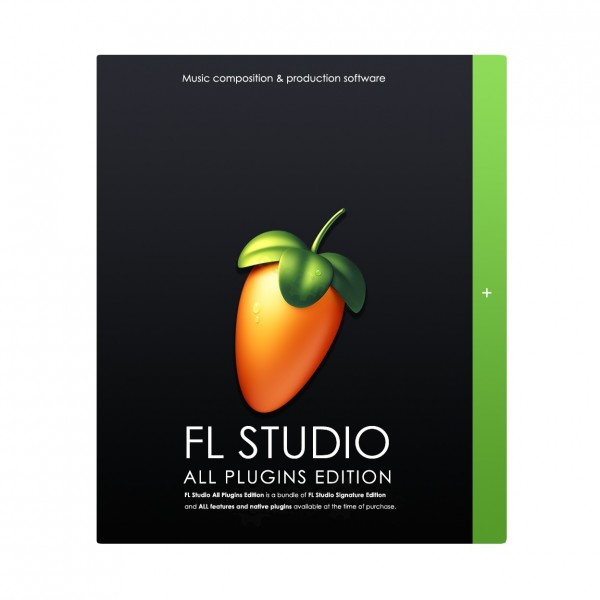 Music composition & production software
+
FL STUDIO
ALL PLUGINS EDITION
FL Studio All Plugins Edition is a bundle of FL Studio Signature Edition
and ALL features and native plugins available at the time of purchase.